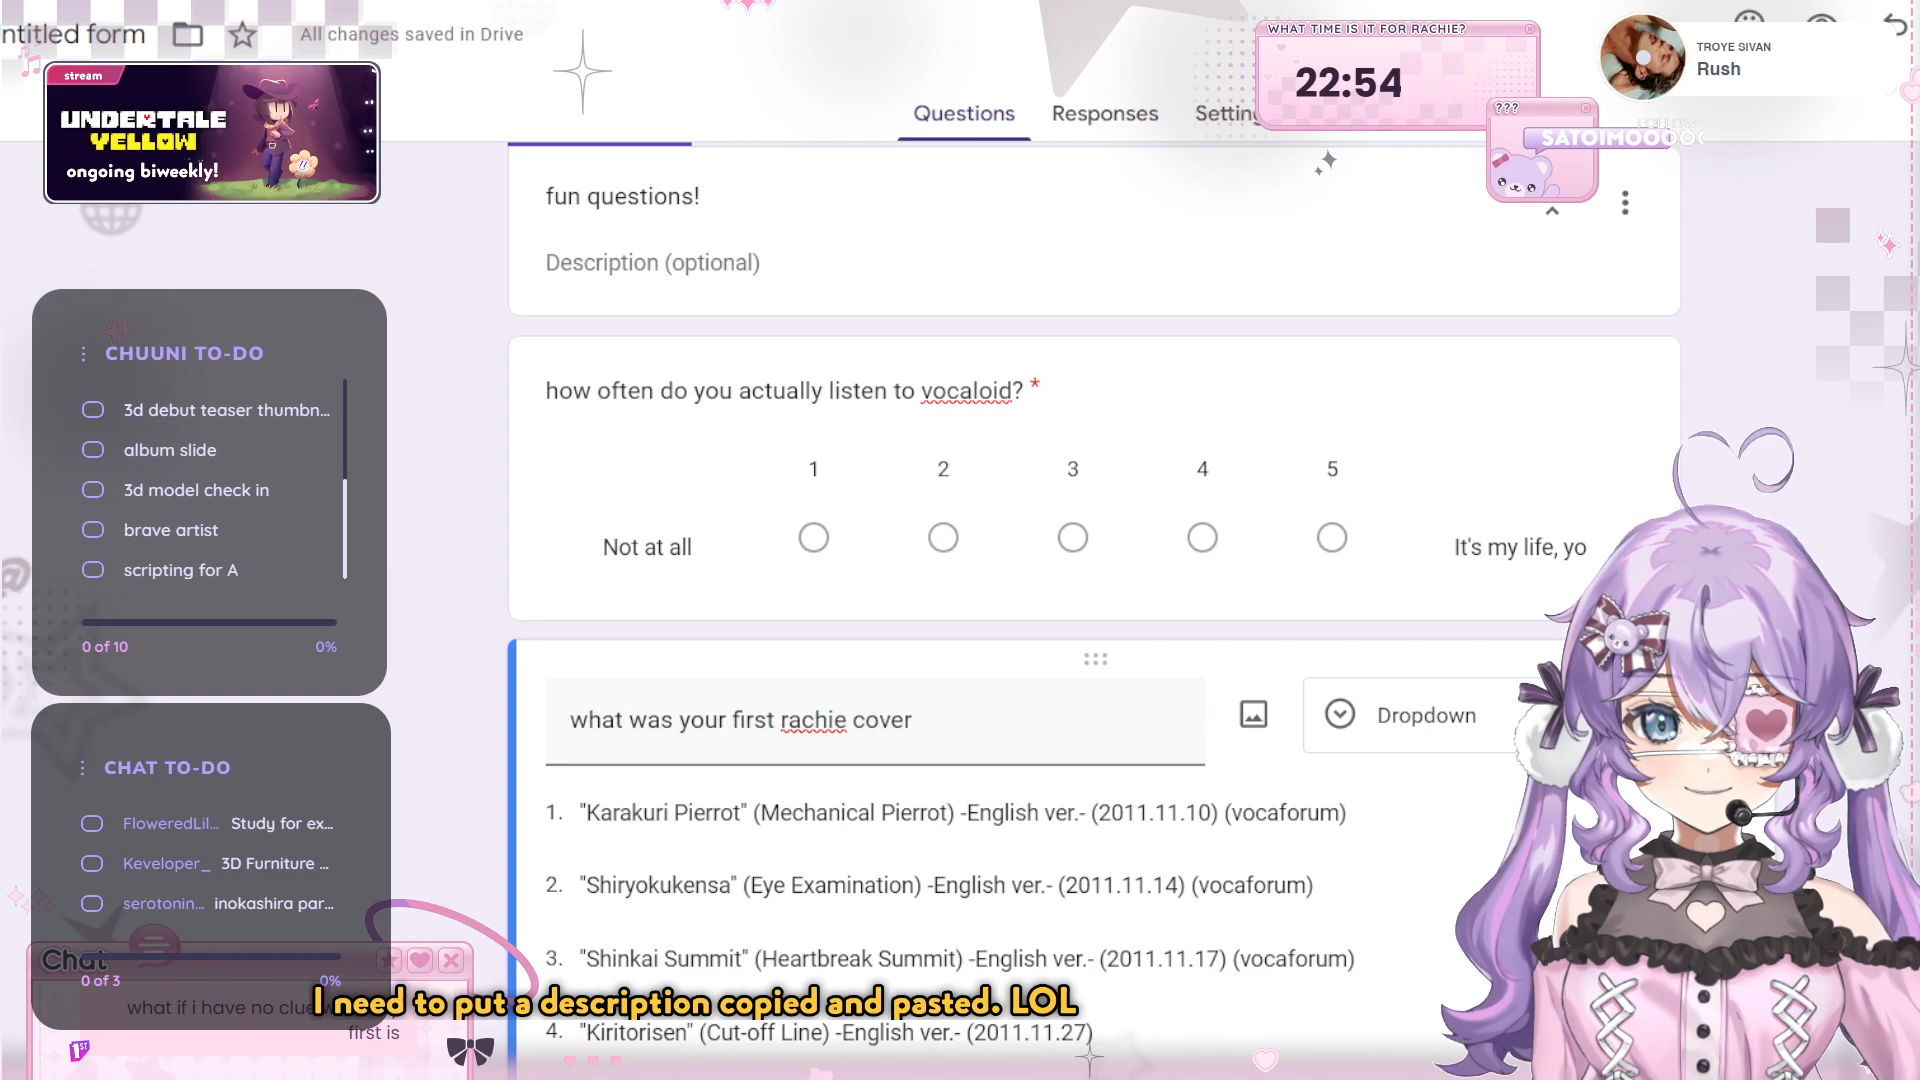 ntitled form
All changes saved in Drive
stream
UNDERTALE
YELLOW
ongoing biweekly!
Questions
Responses
Setting
WHAT TIME IS IT FOR RACHIE?
22:54
???
SATOIMOOOO
TROYE SIVAN
Rush
fun questions!
Description (optional)
CHUUNI TO-DO
3d debut teaser thumbn...
album slide
3d model check in
brave artist
scripting for A
0 of 10
0%
how often do you actually listen to vocaloid? *
1 2 3 4 5
Not at all
It's my life, yo
what was your first rachie cover
Dropdown
1. "Karakuri Pierrot" (Mechanical Pierrot) -English ver.- (2011.11.10) (vocaforum)
2. "Shiryokukensa" (Eye Examination) -English ver.- (2011.11.14) (vocaforum)
3. "Shinkai Summit" (Heartbreak Summit) -English ver.- (2011.11.17) (vocaforum)
4. "Kiritorisen" (Cut-off Line) -English ver.- (2011.11.27)
CHAT TO-DO
FloweredLil... Study for ex...
Keveloper_ 3D Furniture ...
serotonin... inokashira par...
Chat
0 of 3
0%
what if i have no clue
first is
1ST
I need to put a description copied and pasted. LOL